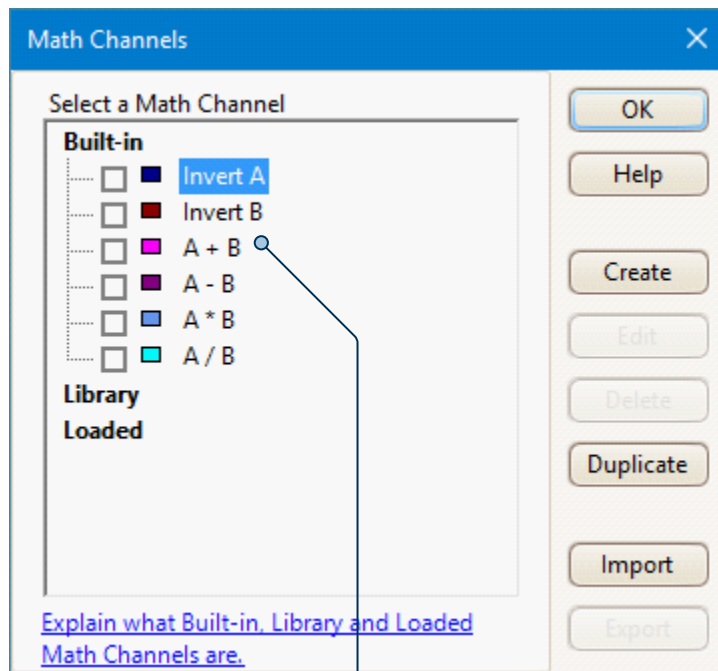 Math Channels
Select a Math Channel
Built-in
Invert A
Invert B
A + B
A - B
A * B
A / B
Library
Loaded
Explain what Built-in, Library and Loaded
Math Channels are.
OK
Help
Create
Edit
Delete
Duplicate
Import
Export